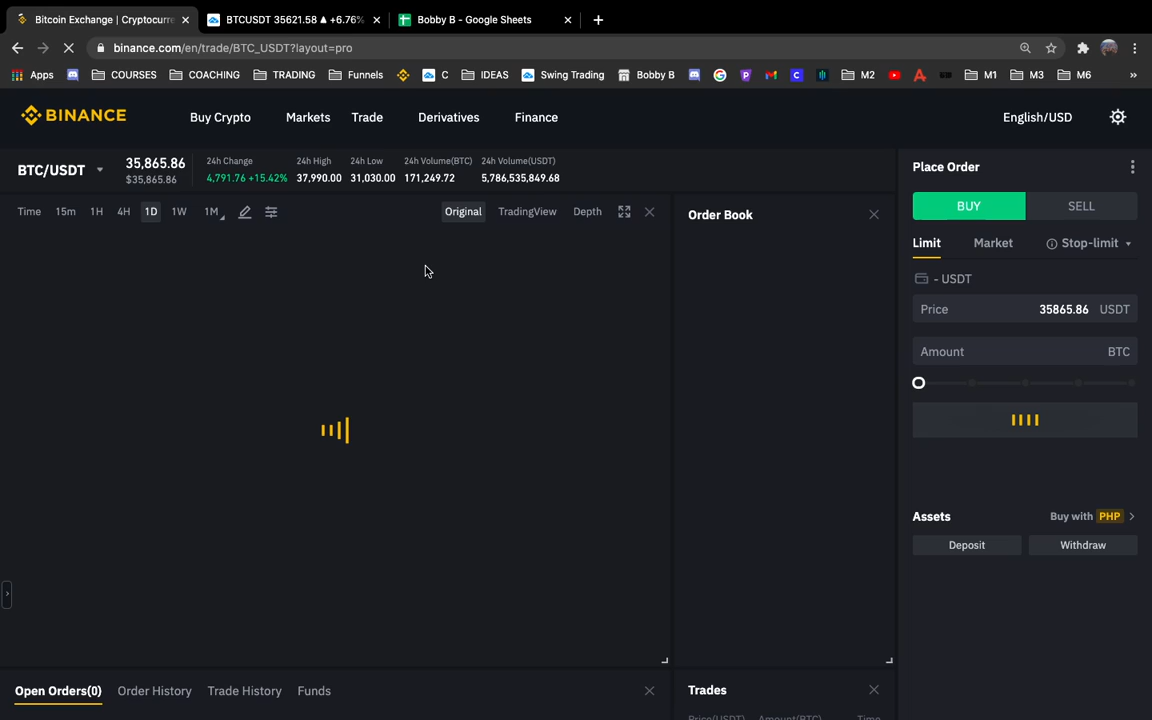 Bitcoin Exchange | Cryptocurre
BTCUSDT 35621.58 ▲ +6.76%
Bobby B - Google Sheets
binance.com/en/trade/BTC_USDT?layout=pro
Apps
COURSES
COACHING
TRADING
Funnels
C
IDEAS
Swing Trading
Bobby B
M2
M1
M3
M6
»
BINANCE
Buy Crypto
Markets
Trade
Derivatives
Finance
English/USD
BTC/USDT
35,865.86
$35,865.86
24h Change
4,791.76 +15.42%
24h High
37,990.00
24h Low
31,030.00
24h Volume(BTC)
171,249.72
24h Volume(USDT)
5,786,535,849.68
Time 15m 1H 4H 1D 1W 1M
Original TradingView Depth
Order Book
Place Order
BUY SELL
Limit Market Stop-limit
- USDT
Price 35865.86 USDT
Amount BTC
Assets
Buy with PHP
Deposit Withdraw
Open Orders(0) Order History Trade History Funds
Trades
Price(USDT) Amount(BTC) Time